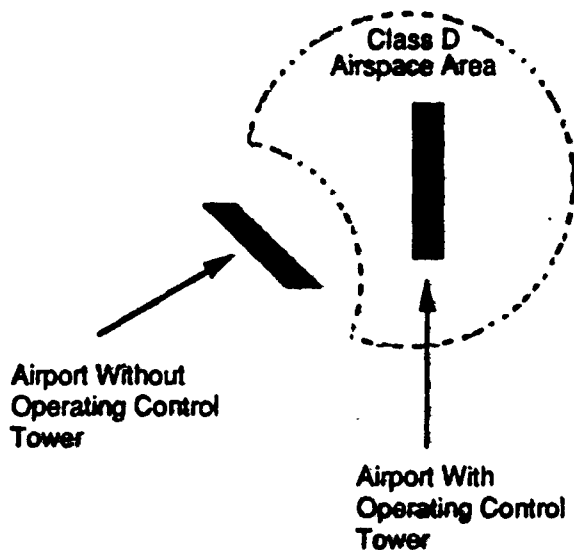 Class D
Airspace Area
Airport Without
Operating Control
Tower
Airport With
Operating Control
Tower